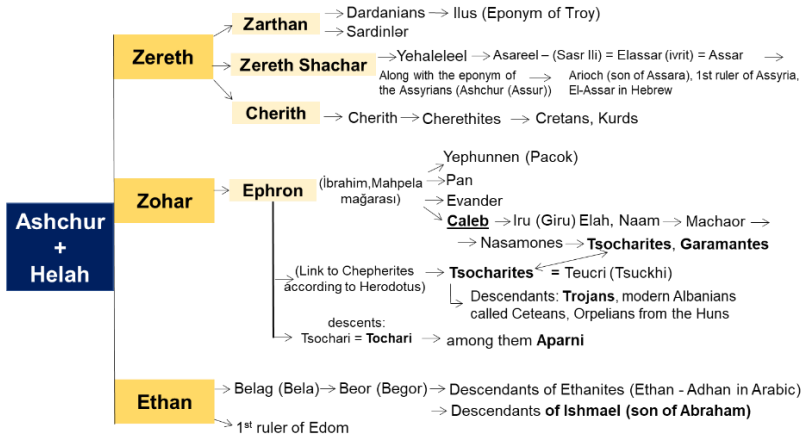 Ashchur
+
Helah
Zereth
Zarthan
Dardanians
Ilus (Eponym of Troy)
Sardinlər
Zereth Shachar
Yehaleleel
Asareel – (Sasr Ili) = Elassar (ivrit) = Assar
Along with the eponym of
the Assyrians (Ashchur (Assur))
Arioch (son of Assara), 1st ruler of Assyria,
El-Assar in Hebrew
Cherith
Cherith
Cherethites
Cretans, Kurds
Zohar
Ephron
(İbrahim,Mahpela
mağarası)
Yephunnen (Pacok)
Pan
Evander
Caleb
Iru (Giru) Elah, Naam
Machaor
Nasamones
Tsocharites, Garamantes
(Link to Chepherites
according to Herodotus)
Tsocharites
= Teucri (Tsuckhi)
Descendants: Trojans, modern Albanians
called Ceteans, Orpelians from the Huns
descents:
Tsochari = Tochari
among them Aparni
Ethan
Belag (Bela)
Beor (Begor)
Descendants of Ethanites (Ethan - Adhan in Arabic)
Descendants of Ishmael (son of Abraham)
1st ruler of Edom